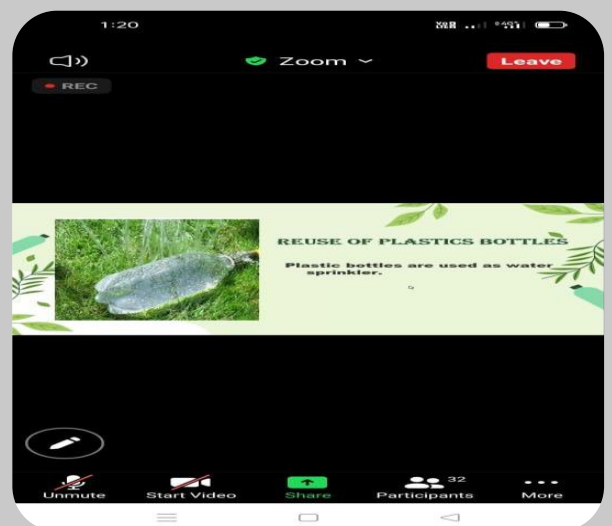 1:20
Zoom
Leave
REC
REUSE OF PLASTICS BOTTLES
Plastic bottles are used as water
sprinkler.
32
Unmute
Start Video
Share
Participants
More